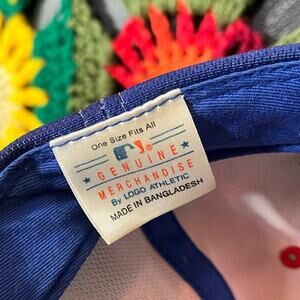 One Size Fits All
GENUINE
MERCHANDISE
By LOGO ATHLETIC
MADE IN BANGLADESH